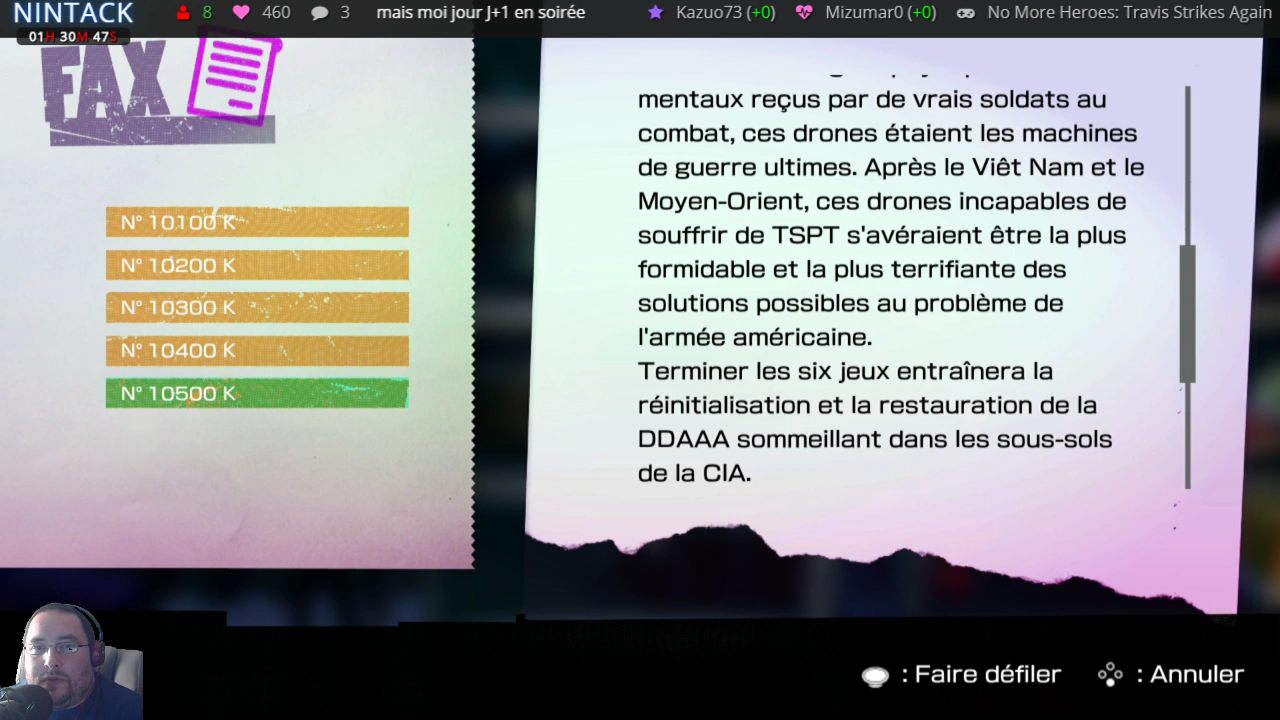 NINTACK 8 460 3 mais moi jour J+1 en soirée Kazuo73 (+0) Mizumar0 (+0) No More Heroes: Travis Strikes Again
01H 30M 47S
FAX
N° 10100 K
N° 10200 K
N° 10300 K
N° 10400 K
N° 10500 K
mentaux reçus par de vrais soldats au
combat, ces drones étaient les machines
de guerre ultimes. Après le Viêt Nam et le
Moyen-Orient, ces drones incapables de
souffrir de TSPT s'avéraient être la plus
formidable et la plus terrifiante des
solutions possibles au problème de
l'armée américaine.
Terminer les six jeux entraînera la
réinitialisation et la restauration de la
DDAAA sommeillant dans les sous-sols
de la CIA.
: Faire défiler : Annuler